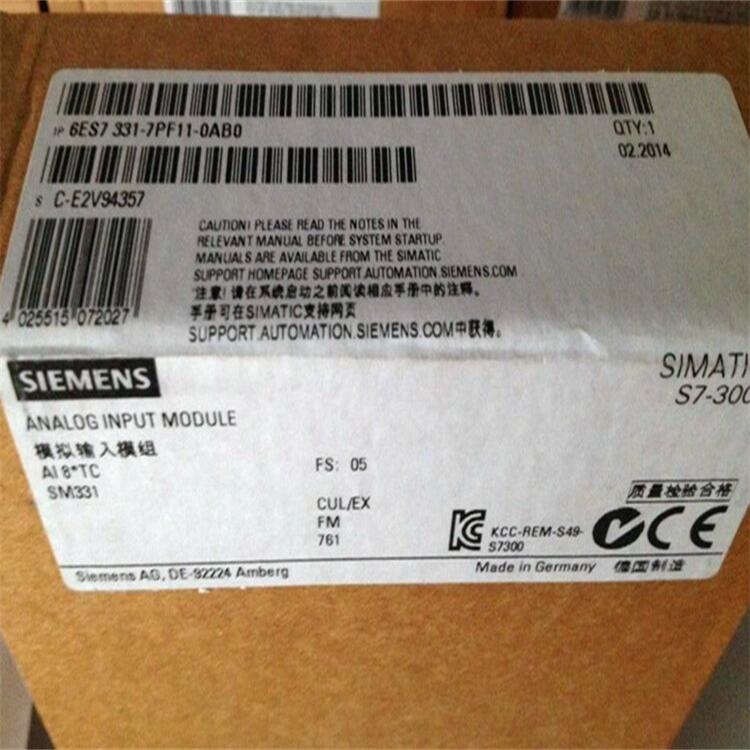 1P 6ES7 331-7PF11-0AB0
QTY:1
02.2014
S C-E2V94357
4 025515 072027
CAUTION! PLEASE READ THE NOTES IN THE
RELEVANT MANUAL BEFORE SYSTEM STARTUP.
MANUALS ARE AVAILABLE FROM THE SIMATIC
SUPPORT HOMEPAGE SUPPORT.AUTOMATION.SIEMENS.COM
注意! 请在系统启动之前阅读相应手册中的注释。
手册可在SIMATIC支持网页
SUPPORT.AUTOMATION.SIEMENS.COM中获得。
SIEMENS
SIMATI
S7-300
ANALOG INPUT MODULE
模拟输入模组
AI 8*TC
SM331
FS: 05
CUL/EX
FM
761
质量检验合格
KCC-REM-S49-
S7300
CE
Siemens AG, DE-92224 Amberg
Made in Germany 德国制造